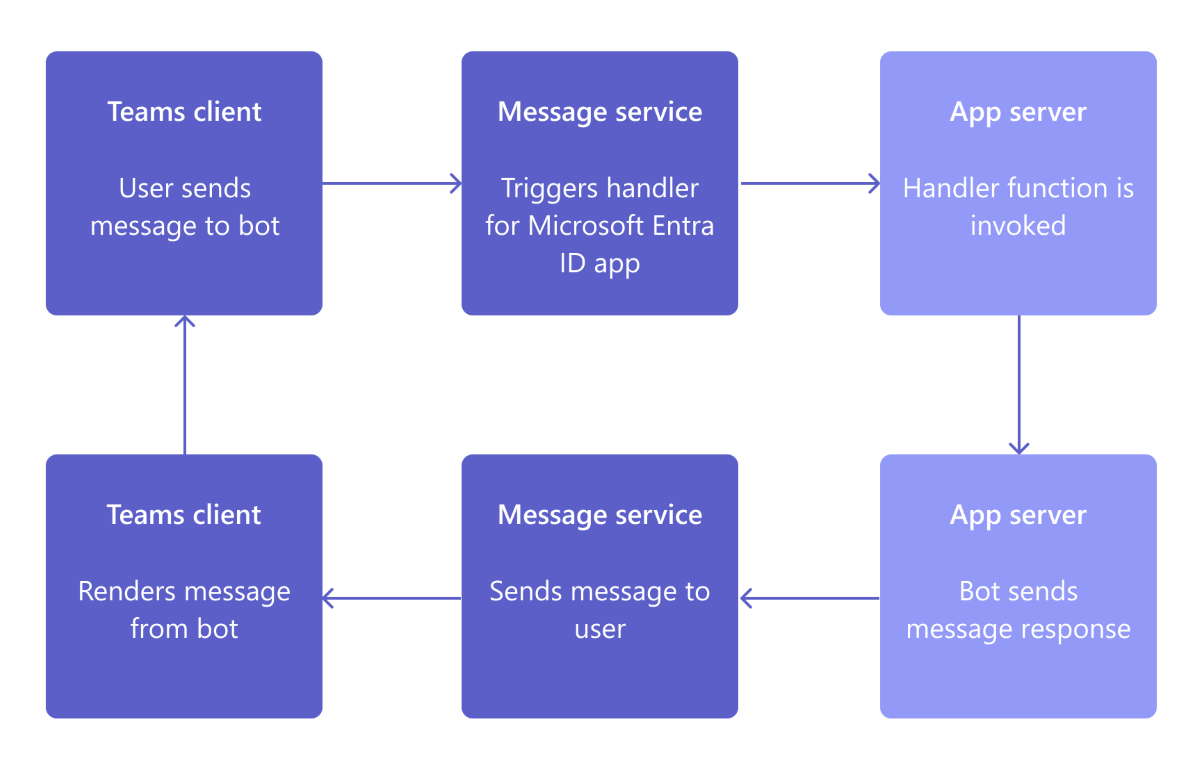 Teams client
User sends
message to bot
Message service
Triggers handler
for Microsoft Entra
ID app
App server
Handler function is
invoked
Teams client
Renders message
from bot
Message service
Sends message to
user
App server
Bot sends
message response